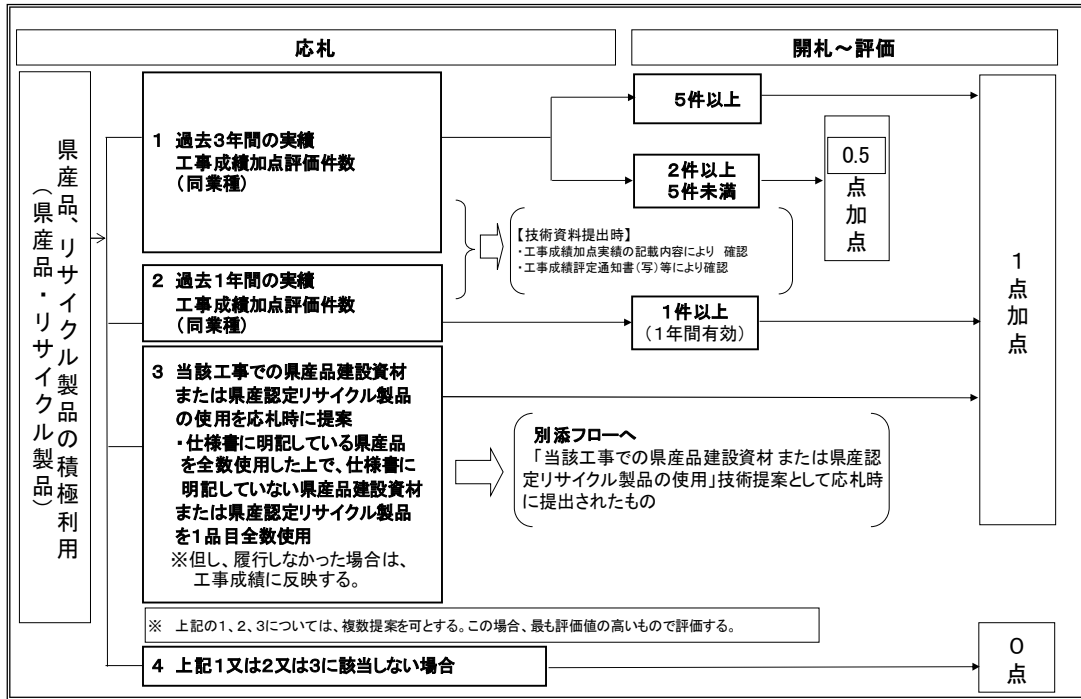 応札
開札～評価
県産品、リサイクル製品の積極利用
（県産品・リサイクル製品）
1 過去3年間の実績
工事成績加点評価件数
(同業種)
5件以上
2件以上
5件未満
0.5
点加点
【技術資料提出時】
・工事成績加点実績の記載内容により 確認
・工事成績評定通知書(写)等により確認
2 過去1年間の実績
工事成績加点評価件数
(同業種)
1件以上
(1年間有効)
1点加点
3 当該工事での県産品建設資材
または県産認定リサイクル製品
の使用を応札時に提案
・仕様書に明記している県産品
を全数使用した上で、仕様書に
明記していない県産品建設資材
または県産認定リサイクル製品
を1品目全数使用
※但し、履行しなかった場合は、
工事成績に反映する。
別添フローへ
「当該工事での県産品建設資材 または県産認
定リサイクル製品の使用」技術提案として応札時
に提出されたもの
※ 上記の1、2、3については、複数提案を可とする。この場合、最も評価値の高いもので評価する。
4 上記1又は2又は3に該当しない場合
0点